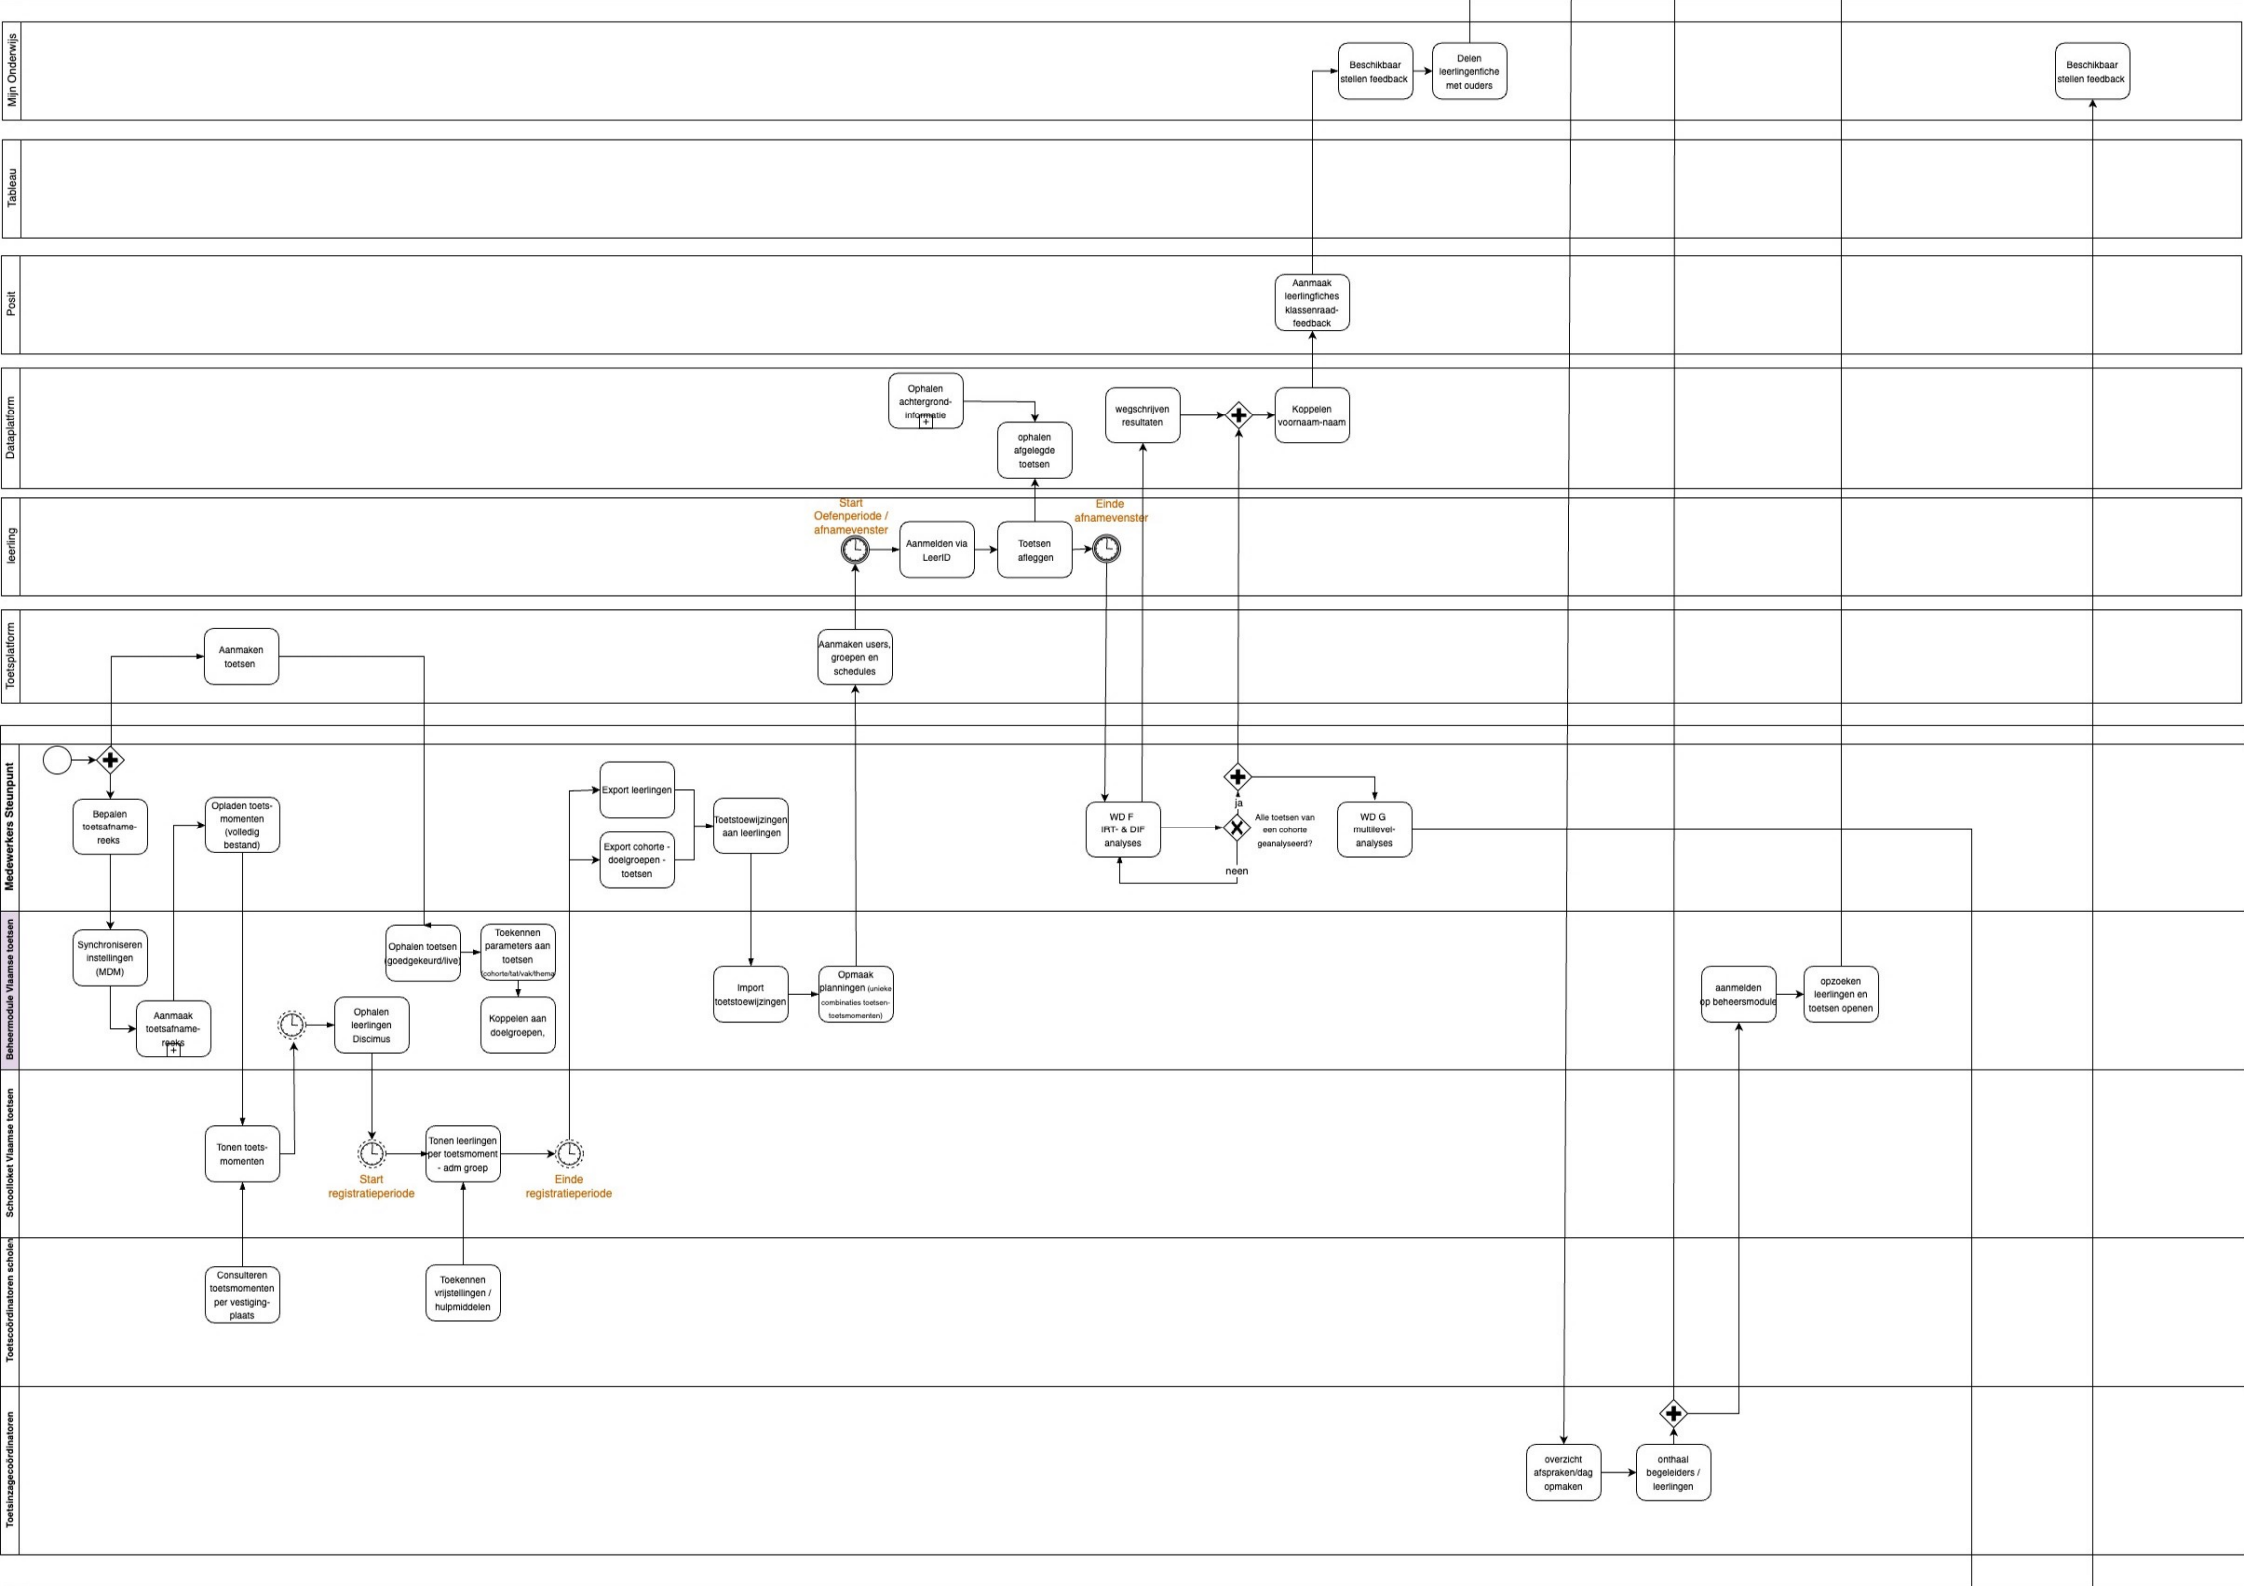 Mijn Onderwijs
Beschikbaar
stellen feedback
Delen
leerlingenfiche
met ouders
Beschikbaar
stellen feedback
Tableau
Posit
Aanmaak
leerlingfiches
klassenraad-
feedback
Dataplatform
Ophalen
achtergrond-
informatie
ophalen
afgelegde
toetsen
wegschrijven
resultaten
Koppelen
voornaam-naam
leerling
Start
Oefenperiode /
afnamevenster
Aanmelden via
LeerID
Toetsen
afleggen
Einde
afnamevenster
Toetsplatform
Aanmaken
toetsen
Aanmaken users,
groepen en
schedules
Medewerkers Steunpunt
Bepalen
toetsafname-
reeks
Opladen toets-
momenten
(volledig
bestand)
Export leerlingen
Export cohorte -
doelgroepen -
toetsen
Toetstoewijzingen
aan leerlingen
WD F
IRT- & DIF
analyses
ja
Alle toetsen van
een cohorte
geanalyseerd?
neen
WD G
multilevel-
analyses
Beheermodule Vlaamse toetsen
Synchroniseren
instellingen
(MDM)
Aanmaak
toetsafname-
reeks
Ophalen
leerlingen
Discimus
Ophalen toetsen
(goedgekeurd/live)
Toekennen
parameters aan
toetsen
(cohorte/taf/vak/thema
Koppelen aan
doelgroepen,
Import
toetstoewijzingen
Opmaak
planningen (unieke
combinaties toetsen-
toetsmomenten)
aanmelden
op beheersmodule
opzoeken
leerlingen en
toetsen openen
Schoolloket Vlaamse toetsen
Tonen toets-
momenten
Start
registratieperiode
Tonen leerlingen
per toetsmoment
- adm groep
Einde
registratieperiode
Toetscoördinatoren scholen
Consulteren
toetsmomenten
per vestiging-
plaats
Toekennen
vrijstellingen /
hulpmiddelen
Toetsinzagecoördinatoren
overzicht
afspraken/dag
opmaken
onthaal
begeleiders /
leerlingen